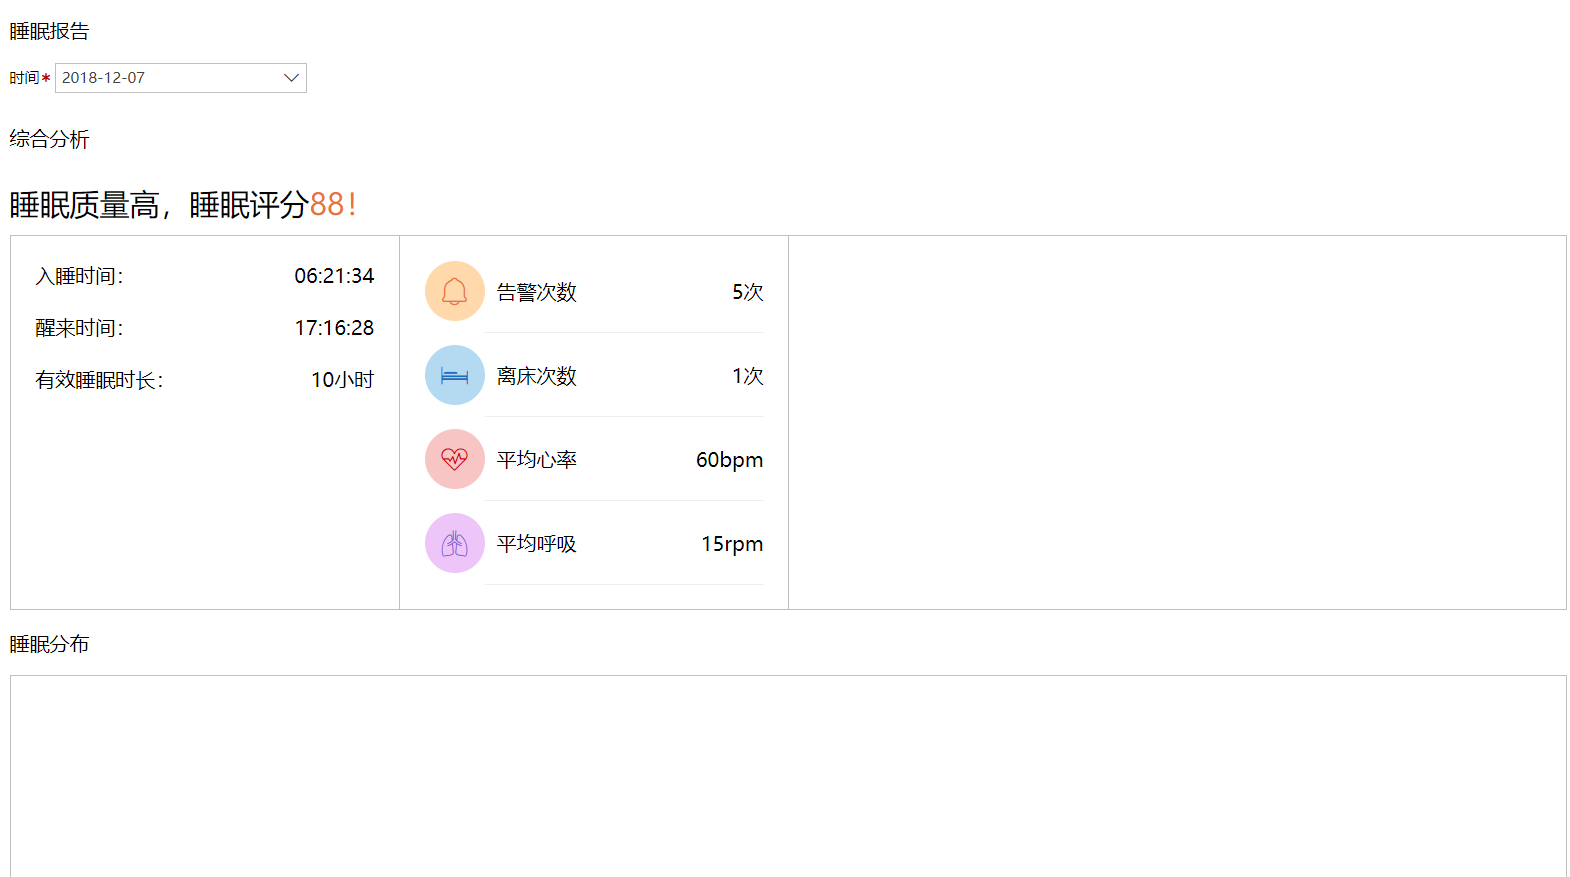 睡眠报告
时间* 2018-12-07
综合分析
睡眠质量高，睡眠评分88！
入睡时间： 06:21:34
醒来时间： 17:16:28
有效睡眠时长： 10小时
告警次数 5次
离床次数 1次
平均心率 60bpm
平均呼吸 15rpm
睡眠分布